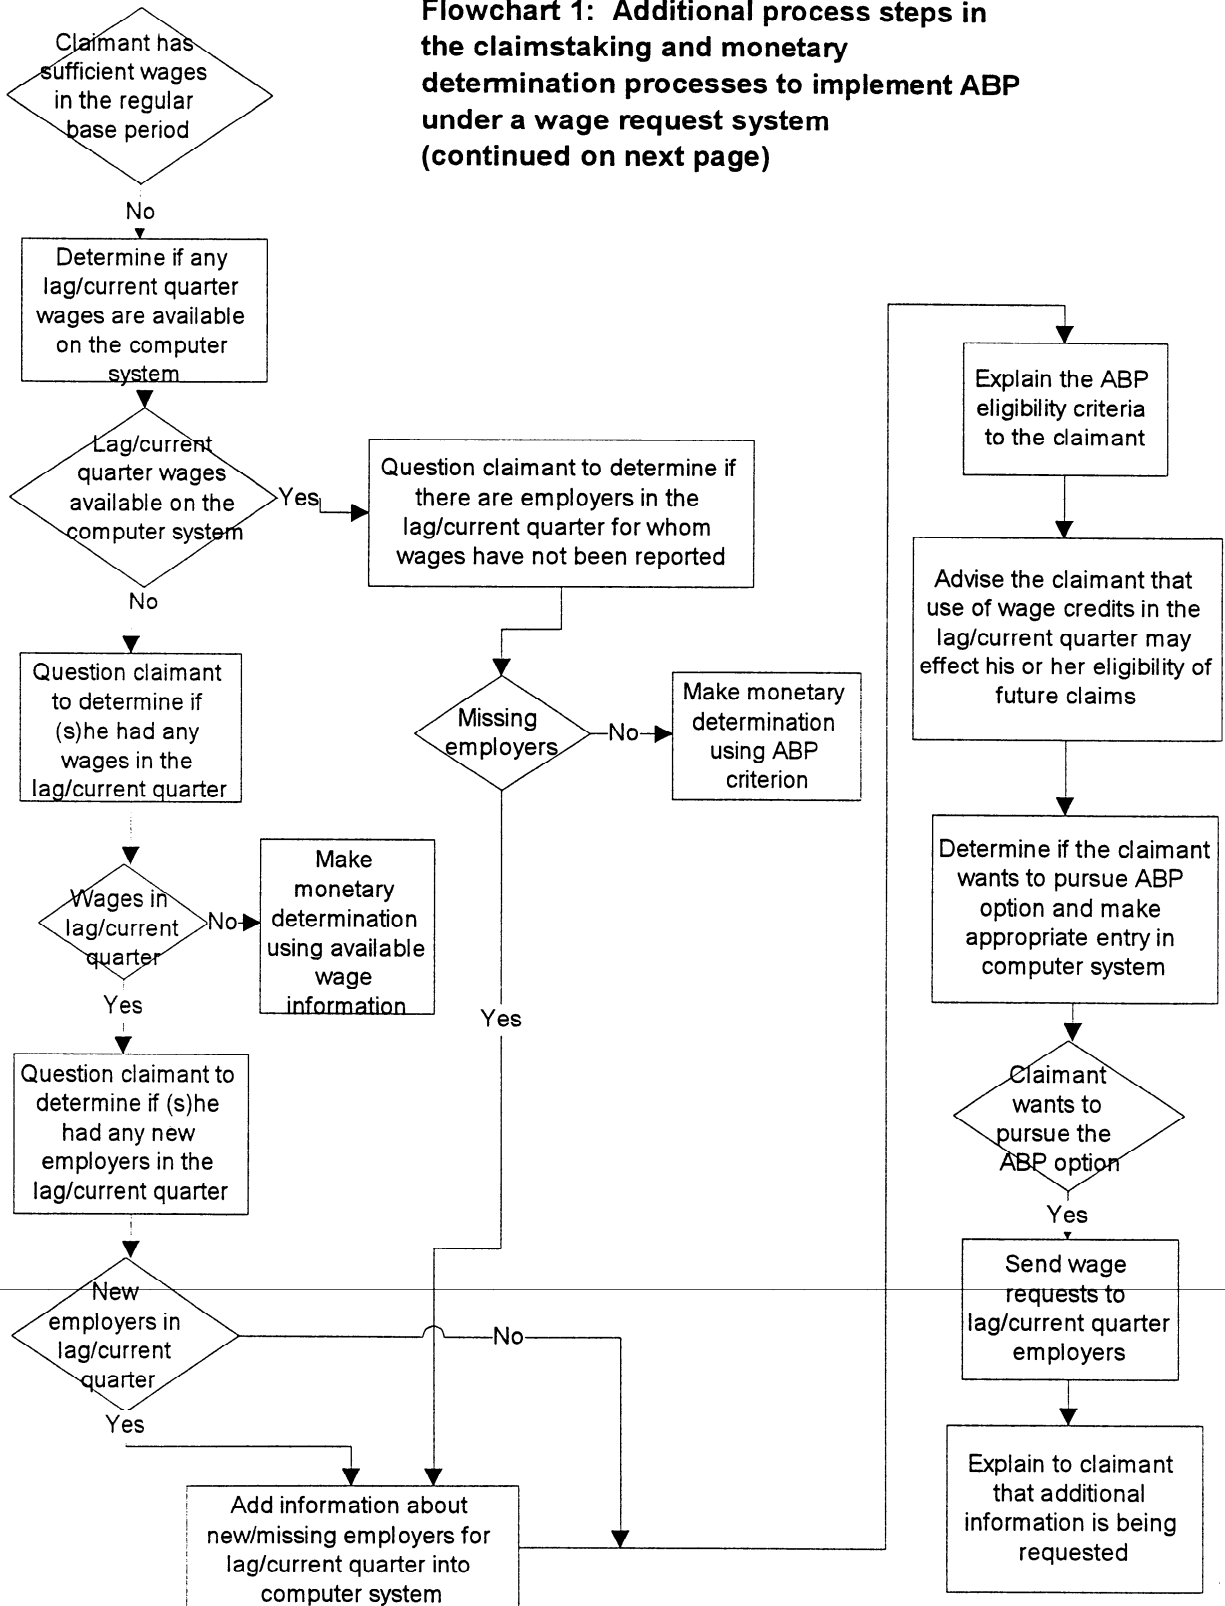 Flowchart 1: Additional process steps in
the claimstaking and monetary
determination processes to implement ABP
under a wage request system
(continued on next page)
Claimant has
sufficient wages
in the regular
base period
No
Determine if any
lag/current quarter
wages are available
on the computer
system
Lag/current
quarter wages
available on the
computer system
Yes
No
Question claimant to determine if
there are employers in the
lag/current quarter for whom
wages have not been reported
Missing
employers
No
Make monetary
determination
using ABP
criterion
Yes
Question claimant
to determine if
(s)he had any
wages in the
lag/current quarter
Wages in
lag/current
quarter
No
Make
monetary
determination
using available
wage
information
Yes
Question claimant to
determine if (s)he
had any new
employers in the
lag/current quarter
New
employers in
lag/current
quarter
No
Yes
Add information about
new/missing employers for
lag/current quarter into
computer system
Explain the ABP
eligibility criteria
to the claimant
Advise the claimant that
use of wage credits in the
lag/current quarter may
effect his or her eligibility of
future claims
Determine if the claimant
wants to pursue ABP
option and make
appropriate entry in
computer system
Claimant
wants to
pursue the
ABP option
Yes
Send wage
requests to
lag/current quarter
employers
Explain to claimant
that additional
information is being
requested